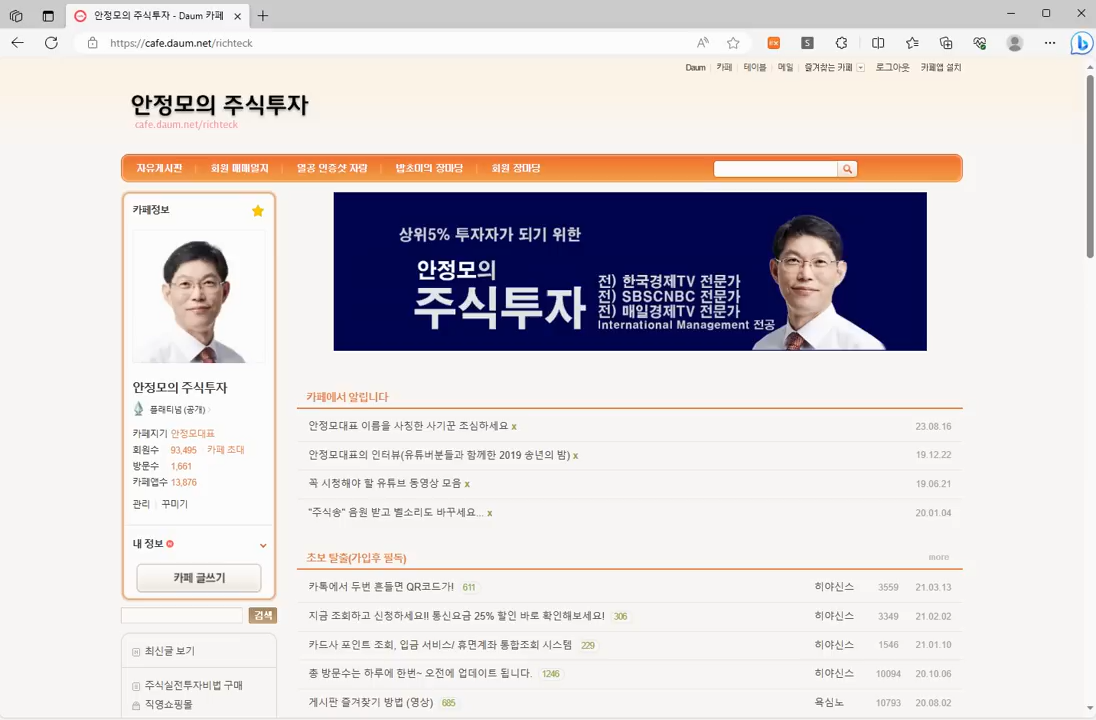 안정모의 주식투자 - Daum 카페
https://cafe.daum.net/richteck
Daum 카페 테이블 메일 즐겨찾는 카페 로그아웃 카페앱 설치
안정모의 주식투자
cafe.daum.net/richteck
자유게시판 회원 매매일지 열공 인증샷 자랑 밥초미의 장마당 회원 장마당
카페정보
상위5% 투자자가 되기 위한
안정모의
주식투자
전) 한국경제TV 전문가
전) SBSCNBC 전문가
전) 매일경제TV 전문가
International Management 전공
안정모의 주식투자
플래티넘 (공개)
카페지기 안정모대표
회원수 93,495 카페 초대
방문수 1,661
카페앱수 13,876
관리 꾸미기
내 정보
카페 글쓰기
검색
최신글 보기
주식실전투자비법 구매
직영쇼핑몰
카페에서 알립니다
안정모대표 이름을 사칭한 사기꾼 조심하세요 x 23.08.16
안정모대표의 인터뷰(유튜버분들과 함께한 2019 송년의 밤) x 19.12.22
꼭 시청해야 할 유튜브 동영상 모음 x 19.06.21
"주식송" 음원 받고 벨소리도 바꾸세요... x 20.01.04
초보 탈출(가입후 필독) more
카톡에서 두번 흔들면 QR코드가! 611 히야신스 3559 21.03.13
지금 조회하고 신청하세요!! 통신요금 25% 할인 바로 확인해보세요! 306 히야신스 3349 21.02.02
카드사 포인트 조회, 입금 서비스/ 휴면계좌 통합조회 시스템 229 히야신스 1546 21.01.10
총 방문수는 하루에 한번~ 오전에 업데이트 됩니다. 1246 히야신스 10094 20.10.06
게시판 즐겨찾기 방법 (영상) 685 욕심노 10793 20.08.02